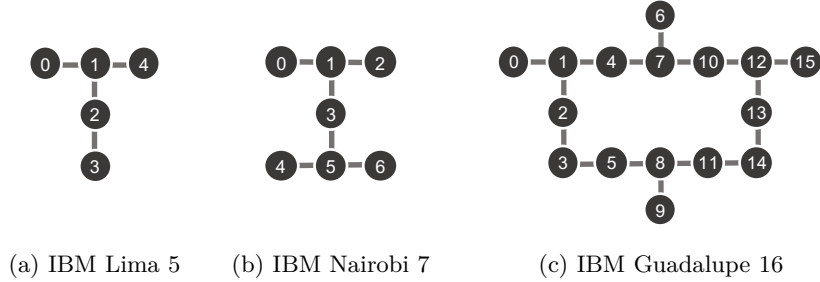 6
0 1 4 0 1 2 0 1 4 7 10 12 15
2 3 2 13
3 4 5 6 3 5 8 11 14
9
(a) IBM Lima 5 (b) IBM Nairobi 7 (c) IBM Guadalupe 16